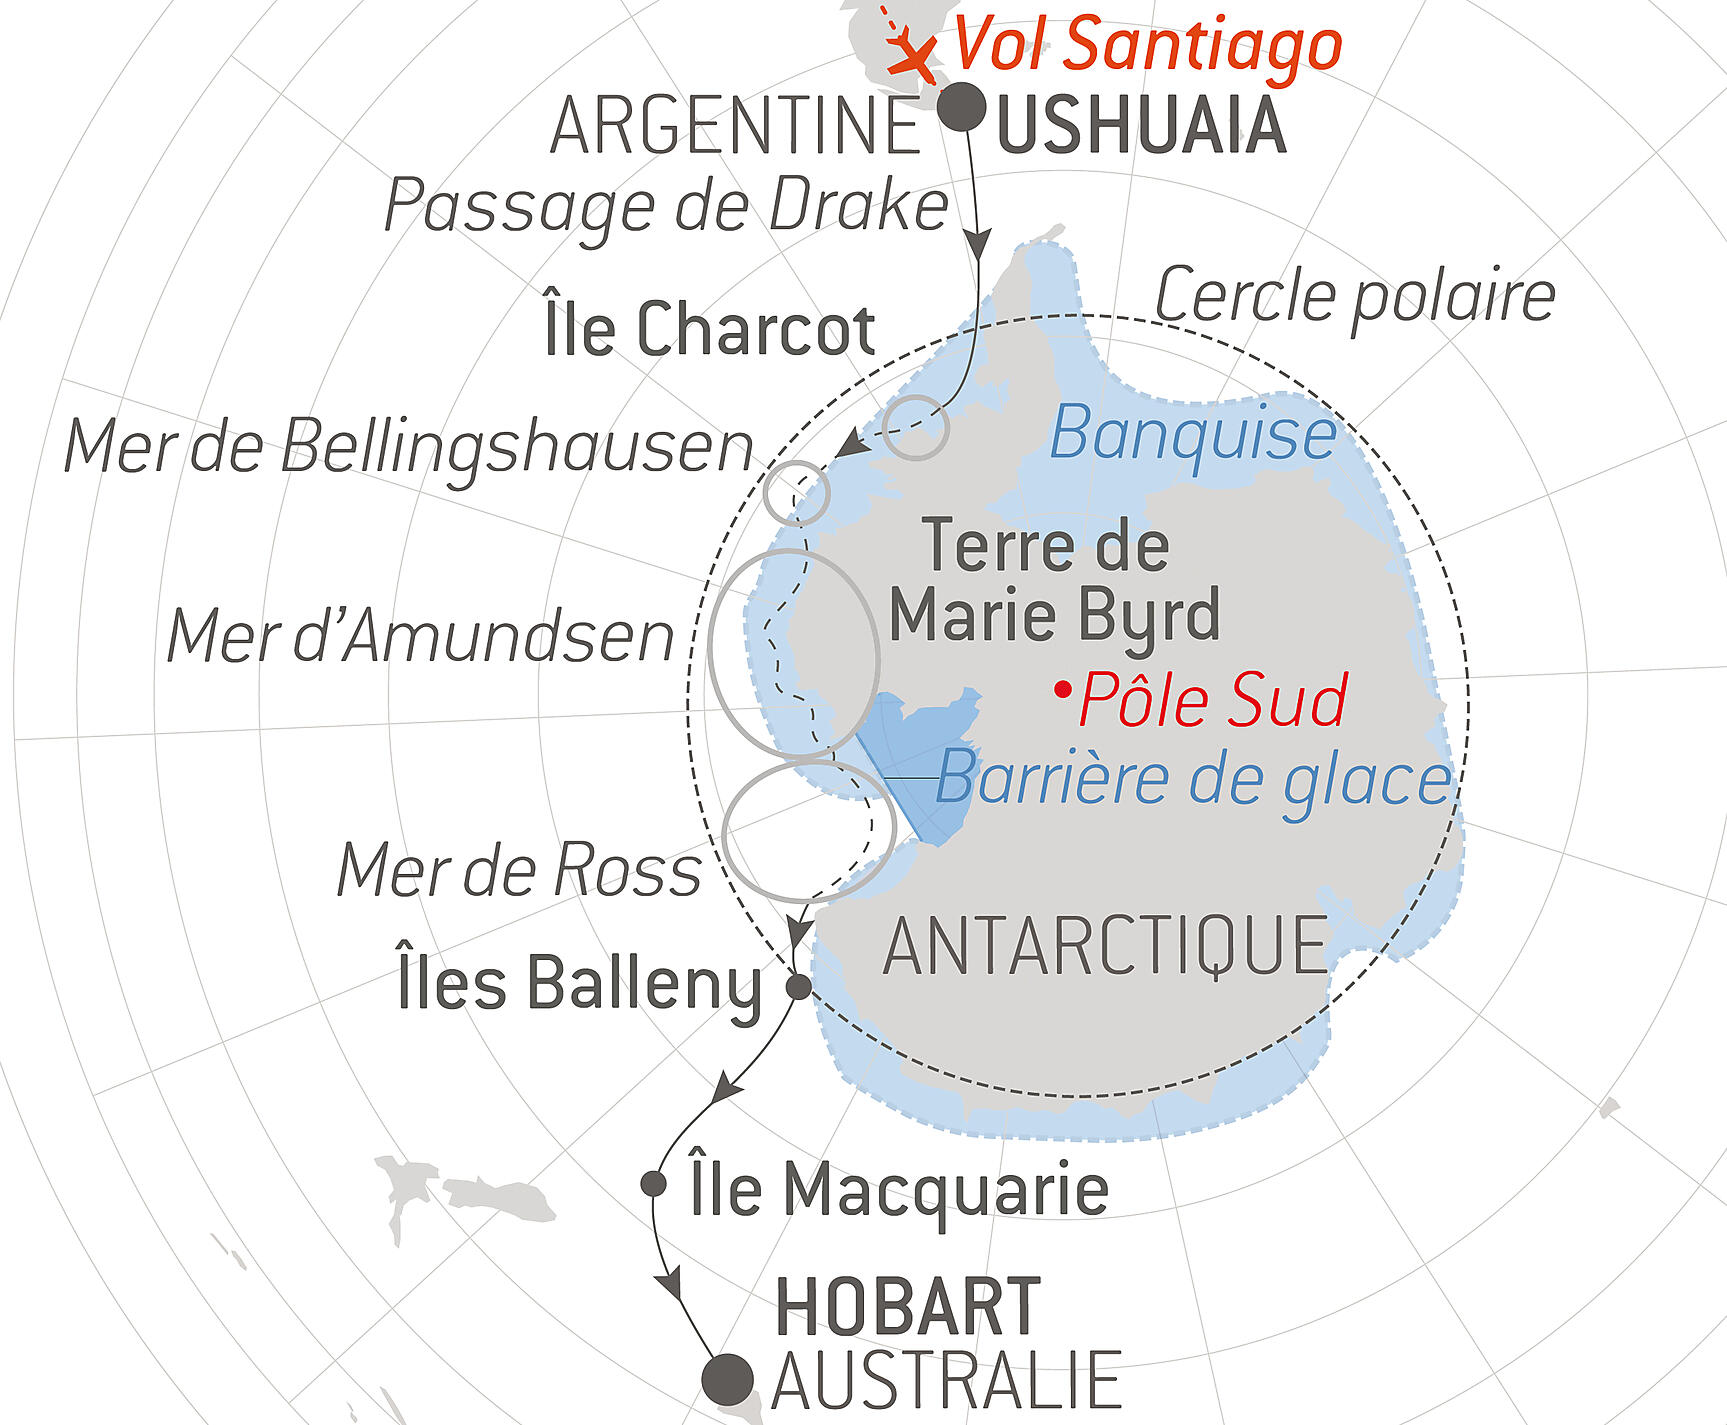 Vol Santiago
ARGENTINE
USHUAIA
Passage de Drake
Cercle polaire
Île Charcot
Mer de Bellingshausen
Banquise
Terre de
Marie Byrd
Mer d’Amundsen
Pôle Sud
Barrière de glace
Mer de Ross
ANTARCTIQUE
Îles Balleny
Île Macquarie
HOBART
AUSTRALIE